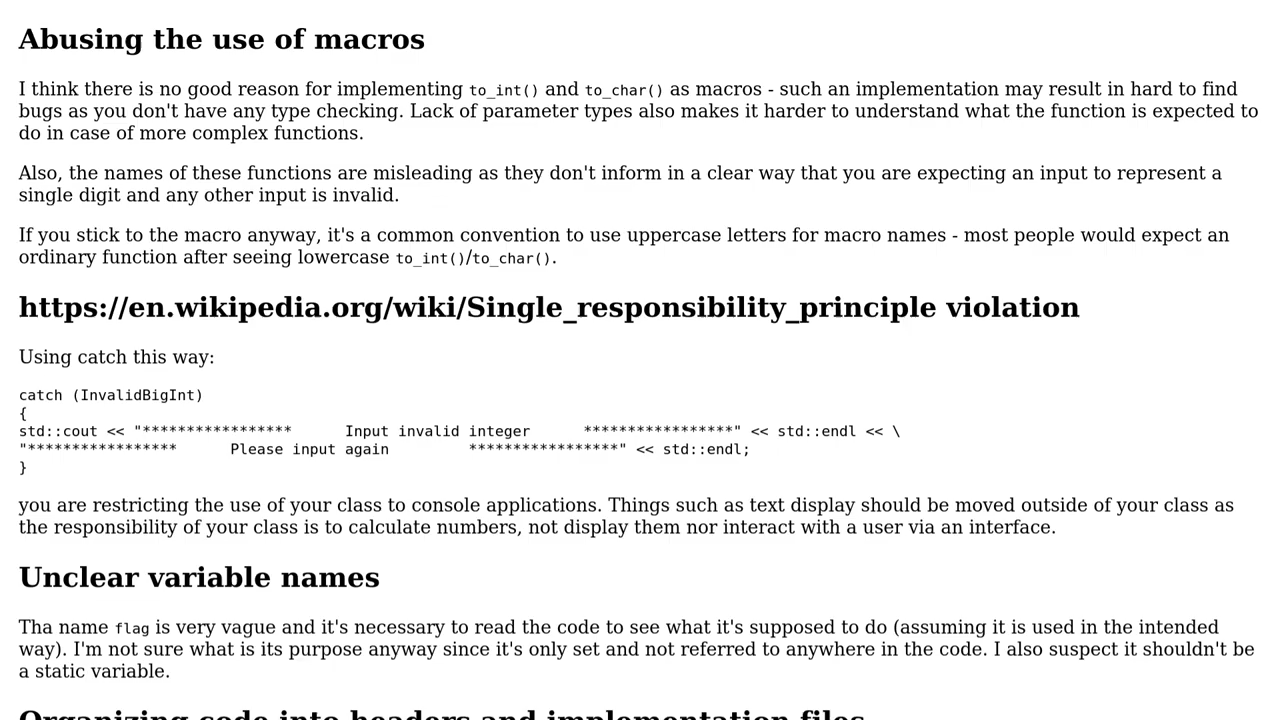 Abusing the use of macros
I think there is no good reason for implementing to_int() and to_char() as macros - such an implementation may result in hard to find
bugs as you don't have any type checking. Lack of parameter types also makes it harder to understand what the function is expected to
do in case of more complex functions.
Also, the names of these functions are misleading as they don't inform in a clear way that you are expecting an input to represent a
single digit and any other input is invalid.
If you stick to the macro anyway, it's a common convention to use uppercase letters for macro names - most people would expect an
ordinary function after seeing lowercase to_int()/to_char().
https://en.wikipedia.org/wiki/Single_responsibility_principle violation
Using catch this way:
catch (InvalidBigInt)
{
std::cout << "*****************      Input invalid integer      *****************" << std::endl << \
"*****************      Please input again         *****************" << std::endl;
}
you are restricting the use of your class to console applications. Things such as text display should be moved outside of your class as
the responsibility of your class is to calculate numbers, not display them nor interact with a user via an interface.
Unclear variable names
Tha name flag is very vague and it's necessary to read the code to see what it's supposed to do (assuming it is used in the intended
way). I'm not sure what is its purpose anyway since it's only set and not referred to anywhere in the code. I also suspect it shouldn't be
a static variable.
Organizing code into headers and implementation files